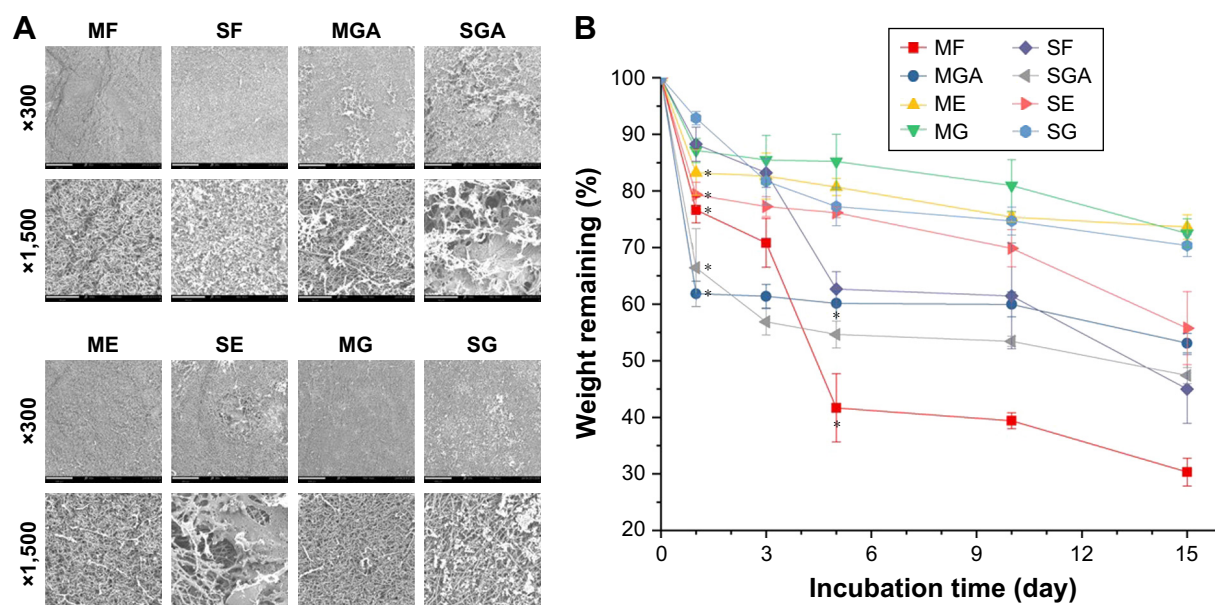 A
MF SF MGA SGA
×300
×1,500
ME SE MG SG
×300
×1,500
B
MF SF
MGA SGA
ME SE
MG SG
100
90
80
70
60
50
40
30
20
Weight remaining (%)
*
*
*
*
*
*
*
0 3 6 9 12 15
Incubation time (day)